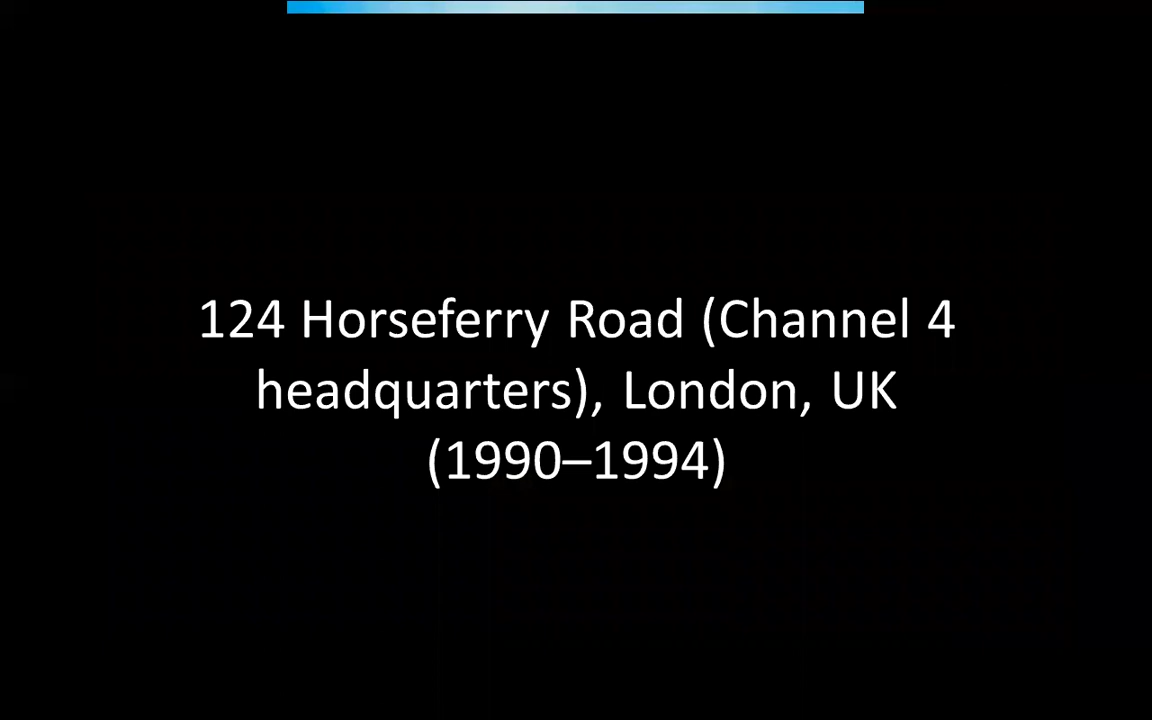 124 Horseferry Road (Channel 4
headquarters), London, UK
(1990–1994)